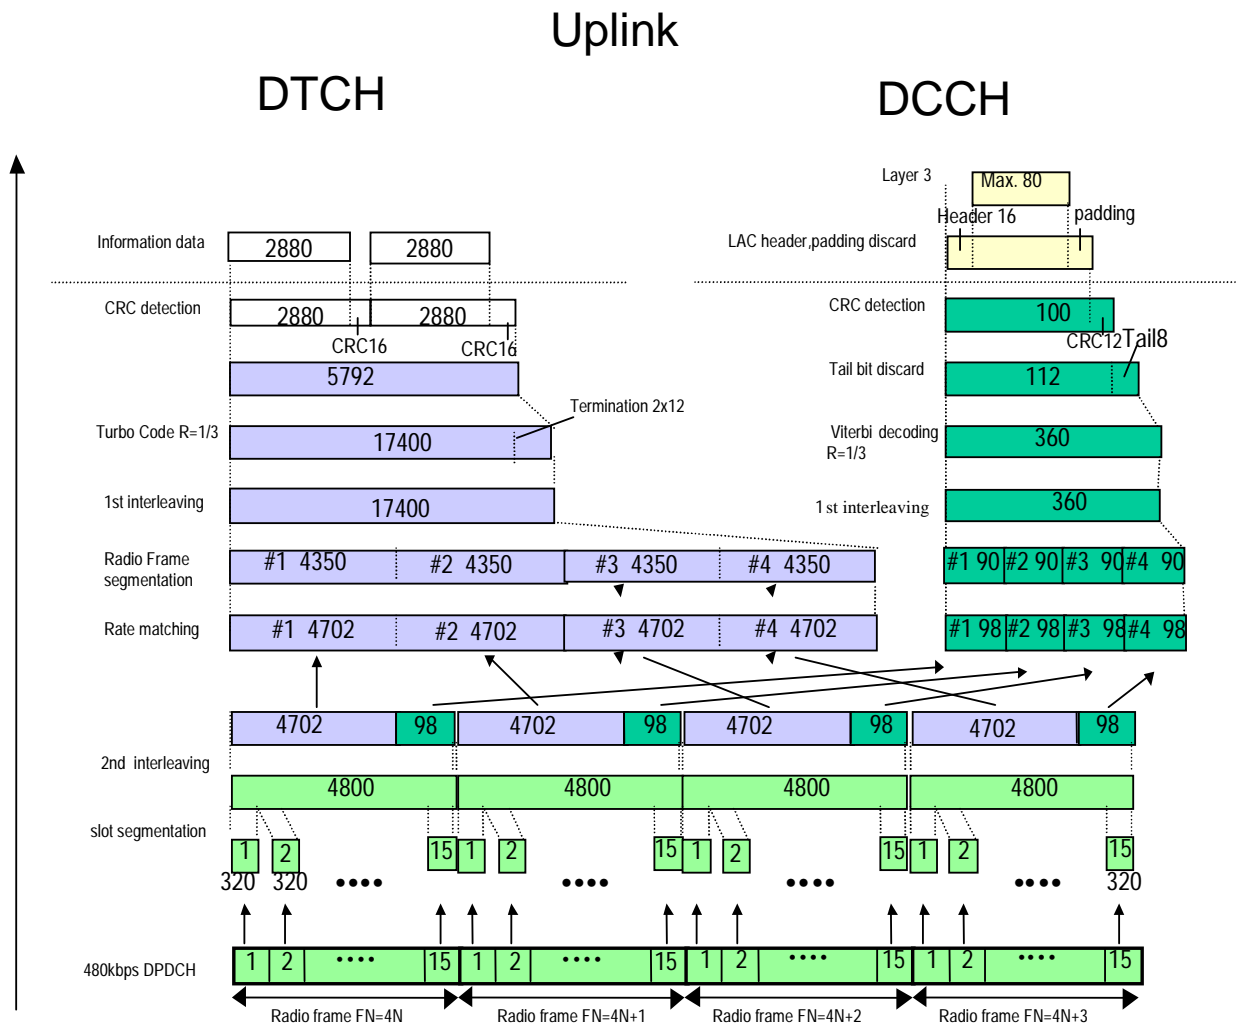 Uplink
DTCH
DCCH
Layer 3
Max. 80
Header 16
padding
Information data
2880
2880
LAC header,padding discard
CRC detection
2880
2880
CRC16
CRC16
CRC detection
100
CRC12
Tail8
5792
Tail bit discard
112
Termination 2x12
Turbo Code R=1/3
17400
Viterbi decoding
R=1/3
360
1st interleaving
17400
1st interleaving
360
Radio Frame
segmentation
#1 4350
#2 4350
#3 4350
#4 4350
#1 90
#2 90
#3 90
#4 90
Rate matching
#1 4702
#2 4702
#3 4702
#4 4702
#1 98
#2 98
#3 98
#4 98
4702
98
4702
98
4702
98
4702
98
2nd interleaving
4800
4800
4800
4800
slot segmentation
1
2
15
1
2
15
1
2
15
1
2
15
320
320
320
480kbps DPDCH
1
2
15
1
2
15
1
2
15
1
2
15
Radio frame FN=4N
Radio frame FN=4N+1
Radio frame FN=4N+2
Radio frame FN=4N+3